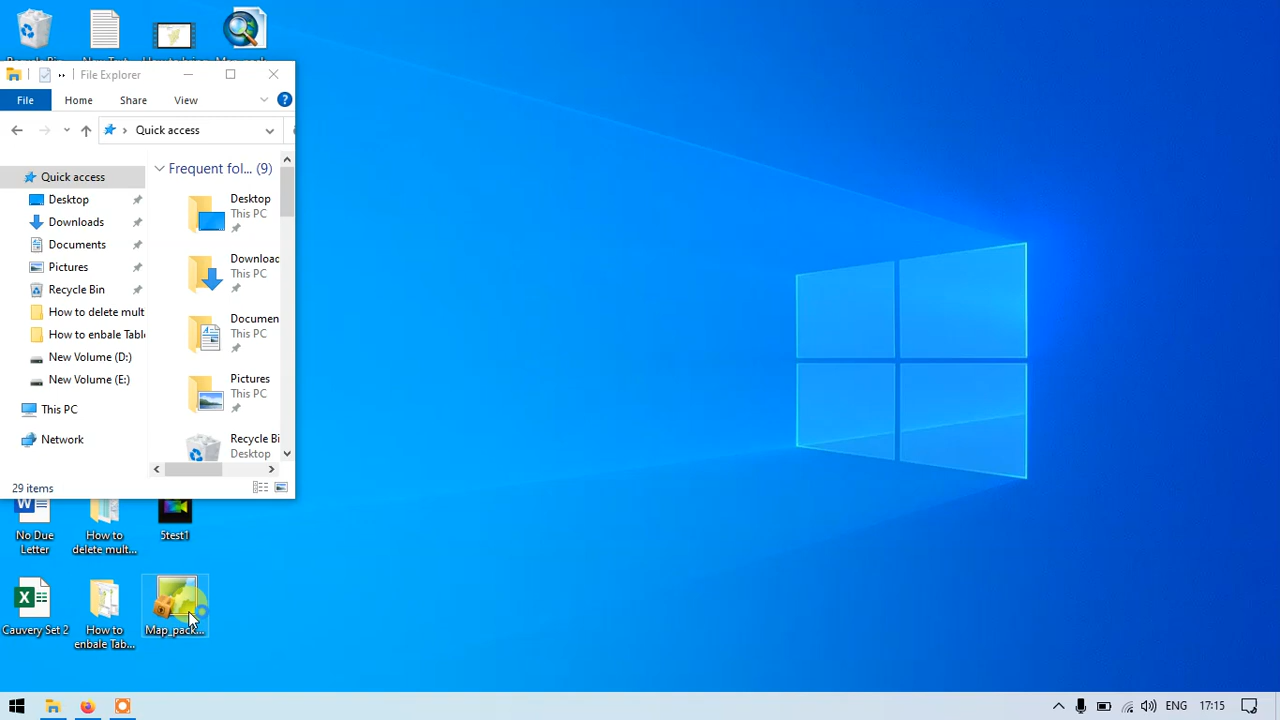 File Explorer
File
Home
Share
View
Quick access
Quick access
Desktop
Downloads
Documents
Pictures
Recycle Bin
How to delete mult
How to enbale Table
New Volume (D:)
New Volume (E:)
This PC
Network
Frequent fol... (9)
Desktop
This PC
Downloac
This PC
Documen
This PC
Pictures
This PC
Recycle Bi
Desktop
29 items
No Due
Letter
How to
delete mult...
5test1
Cauvery Set 2
How to
enbale Tab...
Map_pack...
ENG
17:15